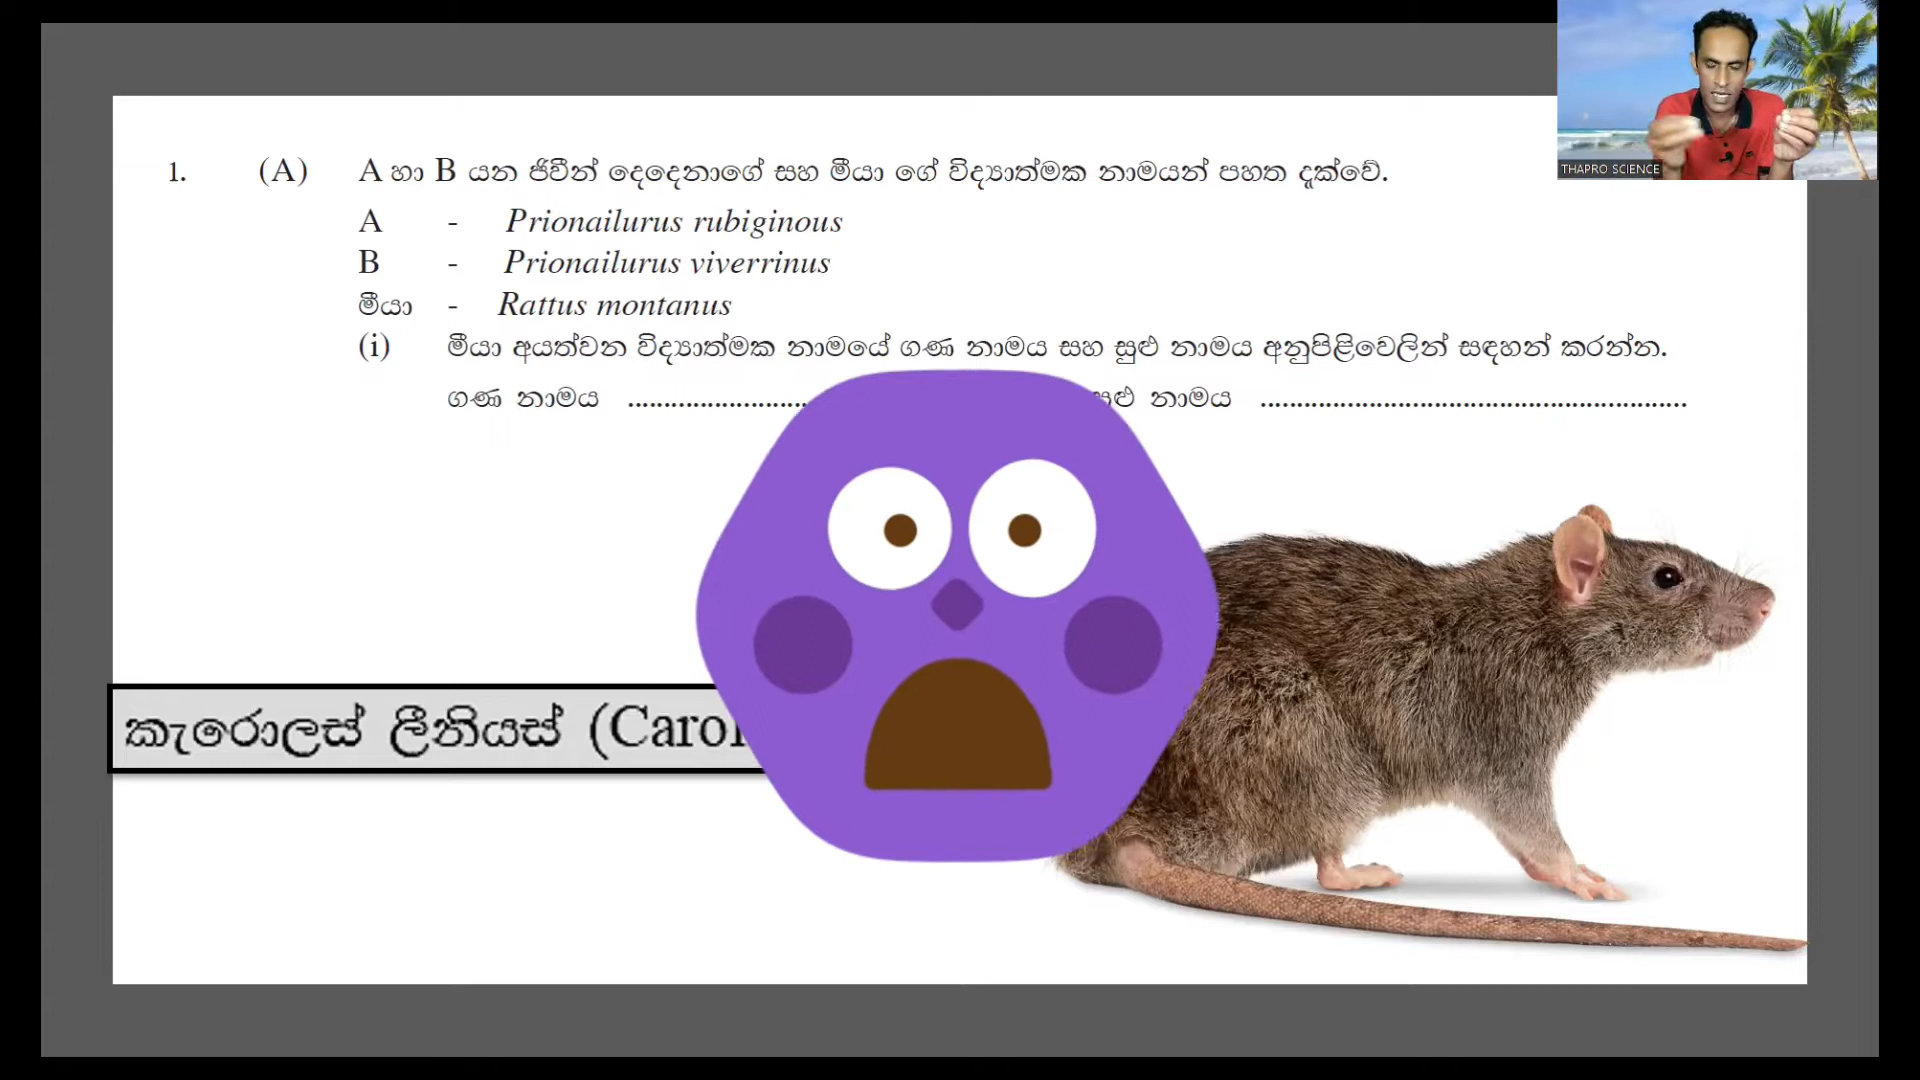 THAPRO SCIENCE
1. (A) A හා B යන ජිවීන් දෙදෙනාගේ සහ මීයා ගේ විද්‍යාත්මක නාමයන් පහත දැක්වේ.
A - Prionailurus rubiginous
B - Prionailurus viverrinus
මීයා - Rattus montanus
(i) මීයා අයත්වන විද්‍යාත්මක නාමයේ ගණ නාමය සහ සුළු නාමය අනුපිළිවෙලින් සඳහන් කරන්න.
ගණ නාමය ........................ නාමය ..........................................................
කැරොලස් ලීනියස්